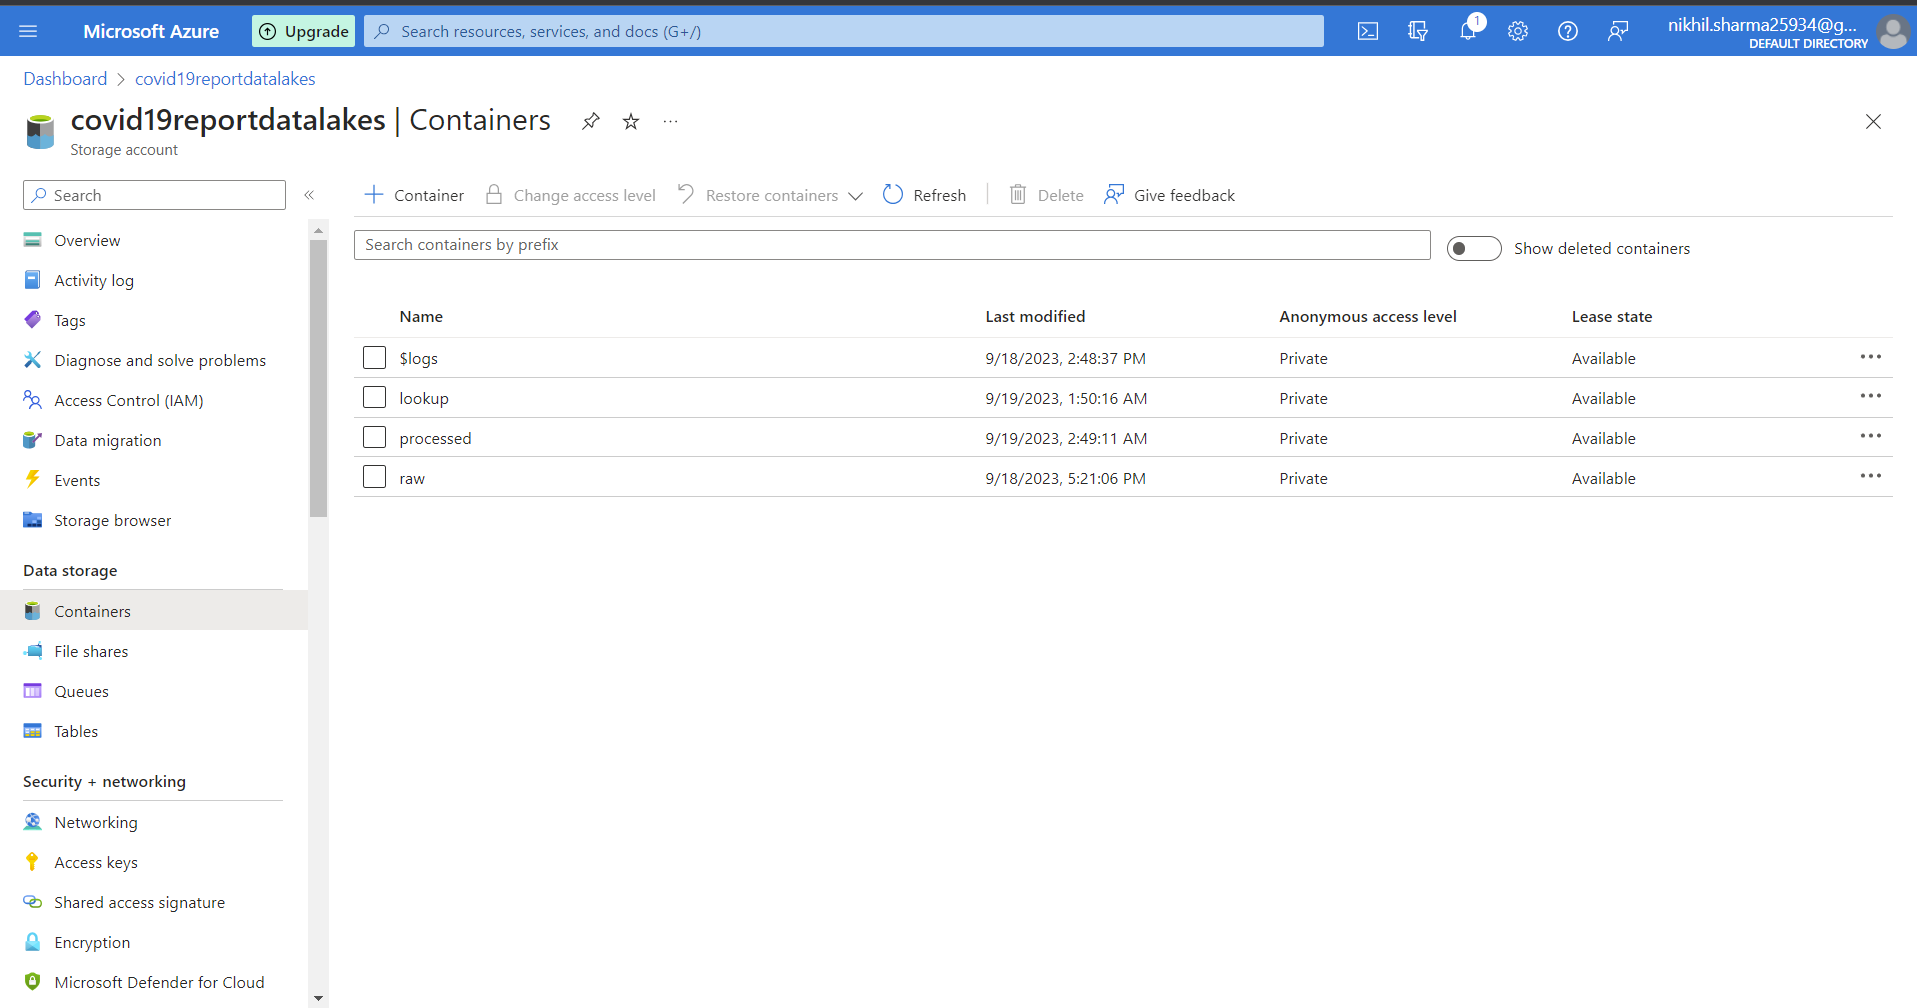 Microsoft Azure
Upgrade
Search resources, services, and docs (G+/)
1
nikhil.sharma25934@g...
DEFAULT DIRECTORY
Dashboard > covid19reportdatalakes
covid19reportdatalakes | Containers
Storage account
Search
Container
Change access level
Restore containers
Refresh
Delete
Give feedback
Search containers by prefix
Show deleted containers
Overview
Activity log
Tags
Diagnose and solve problems
Access Control (IAM)
Data migration
Events
Storage browser
Data storage
Containers
File shares
Queues
Tables
Security + networking
Networking
Access keys
Shared access signature
Encryption
Microsoft Defender for Cloud
Name Last modified Anonymous access level Lease state
$logs 9/18/2023, 2:48:37 PM Private Available
lookup 9/19/2023, 1:50:16 AM Private Available
processed 9/19/2023, 2:49:11 AM Private Available
raw 9/18/2023, 5:21:06 PM Private Available